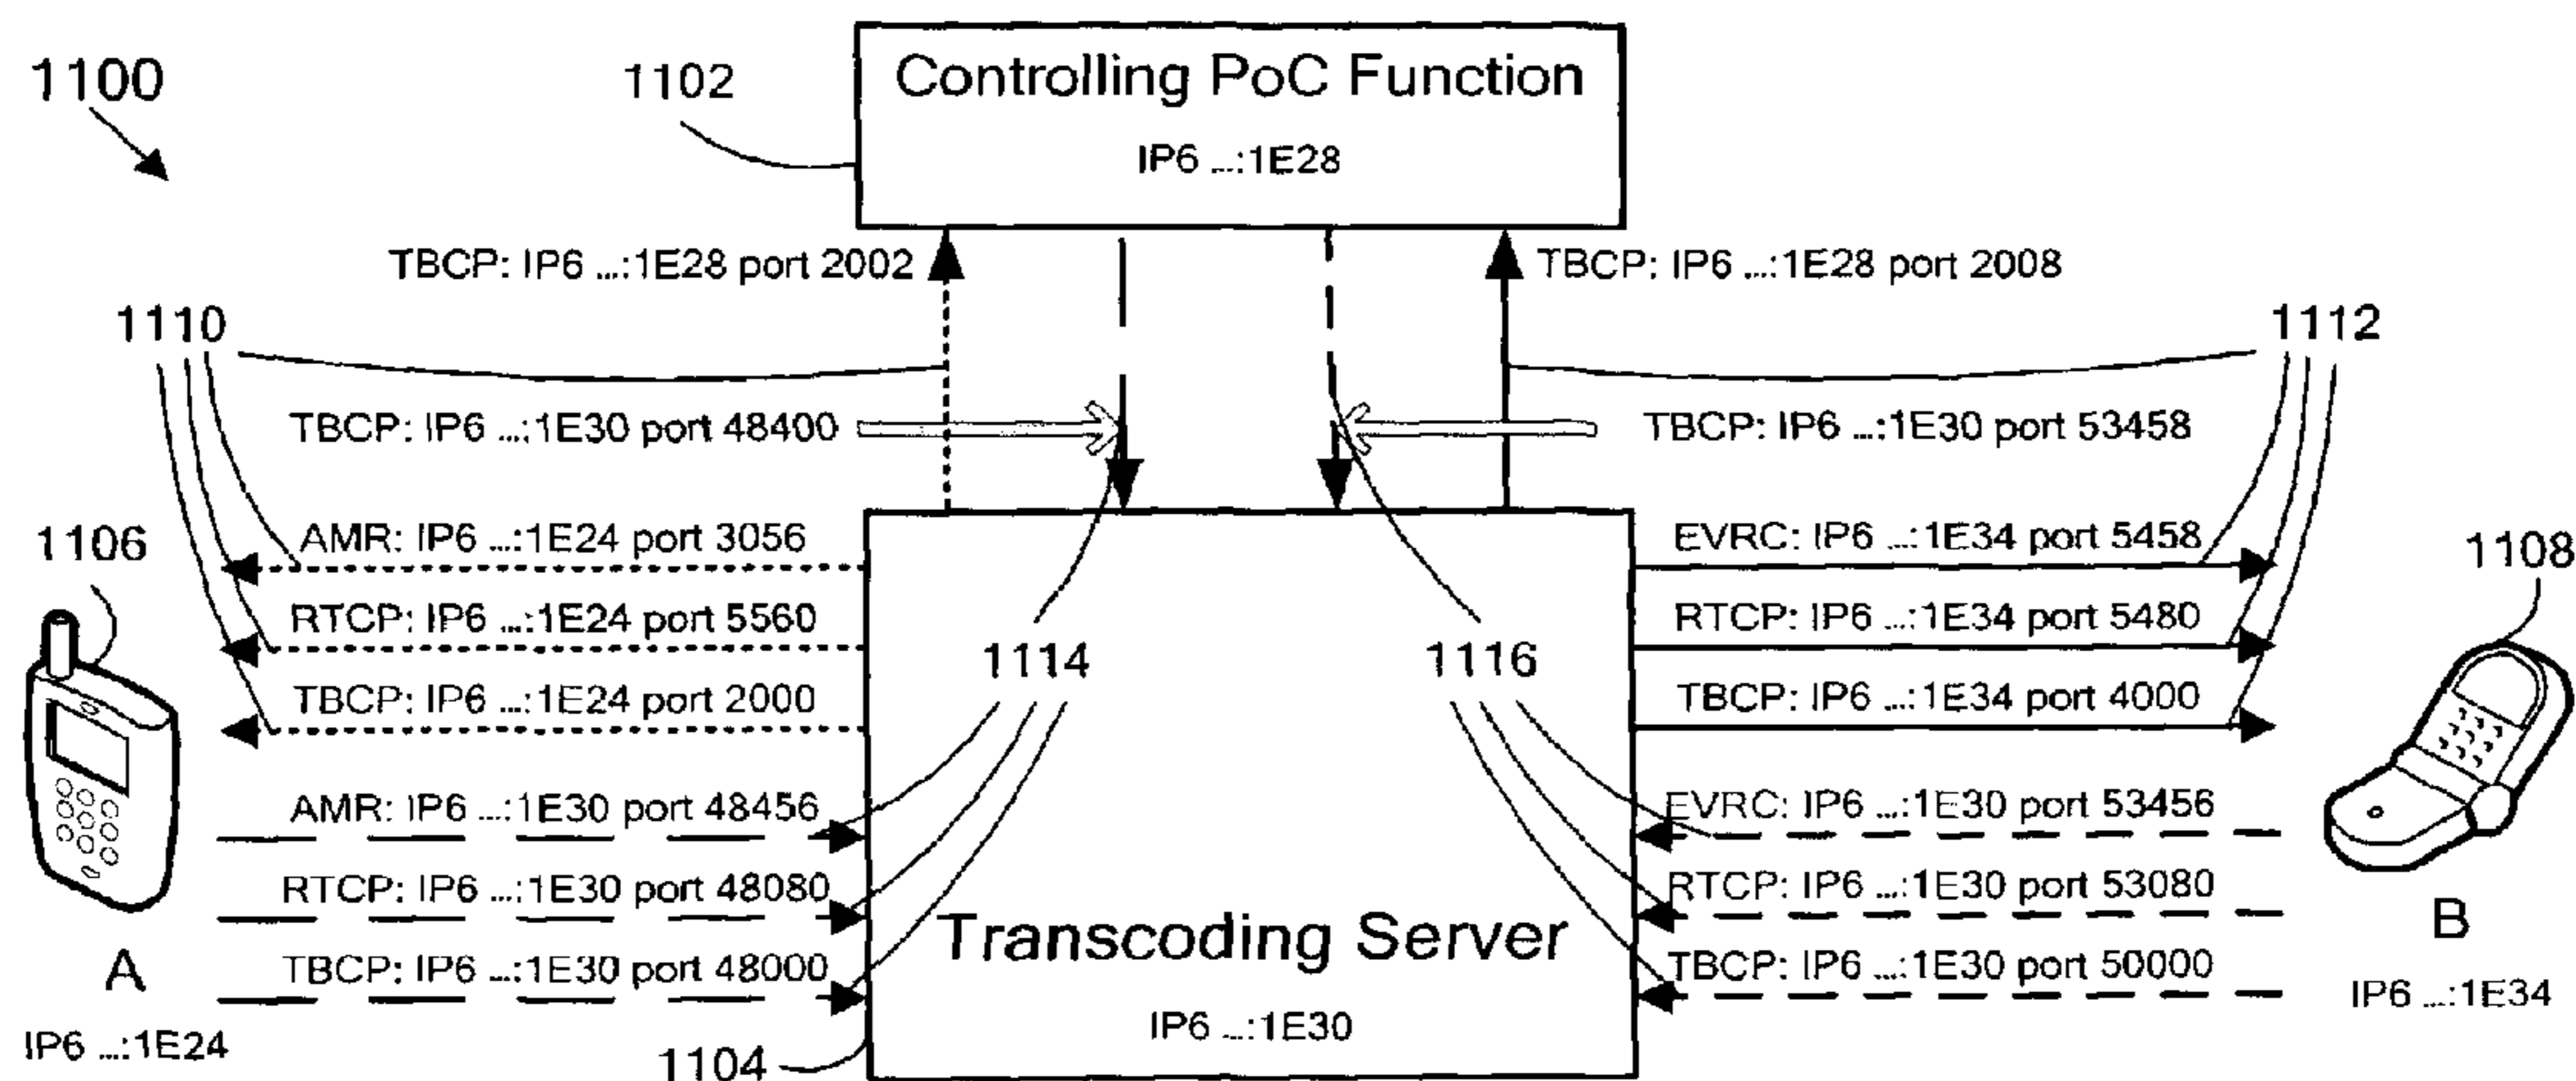 1100
1102
Controlling PoC Function
IP6 ...:1E28
TBCP: IP6 ...:1E28 port 2002
TBCP: IP6 ...:1E28 port 2008
1110
1112
TBCP: IP6 ...:1E30 port 48400
TBCP: IP6 ...:1E30 port 53458
1106
AMR: IP6 ...:1E24 port 3056
EVRC: IP6 ...:1E34 port 5458
1108
RTCP: IP6 ...:1E24 port 5560
RTCP: IP6 ...:1E34 port 5480
1114
1116
TBCP: IP6 ...:1E24 port 2000
TBCP: IP6 ...:1E34 port 4000
AMR: IP6 ...:1E30 port 48456
EVRC: IP6 ...:1E30 port 53456
RTCP: IP6 ...:1E30 port 48080
RTCP: IP6 ...:1E30 port 53080
Transcoding Server
A
B
TBCP: IP6 ...:1E30 port 48000
TBCP: IP6 ...:1E30 port 50000
IP6 ...:1E24
IP6 ...:1E30
IP6 ...:1E34
1104